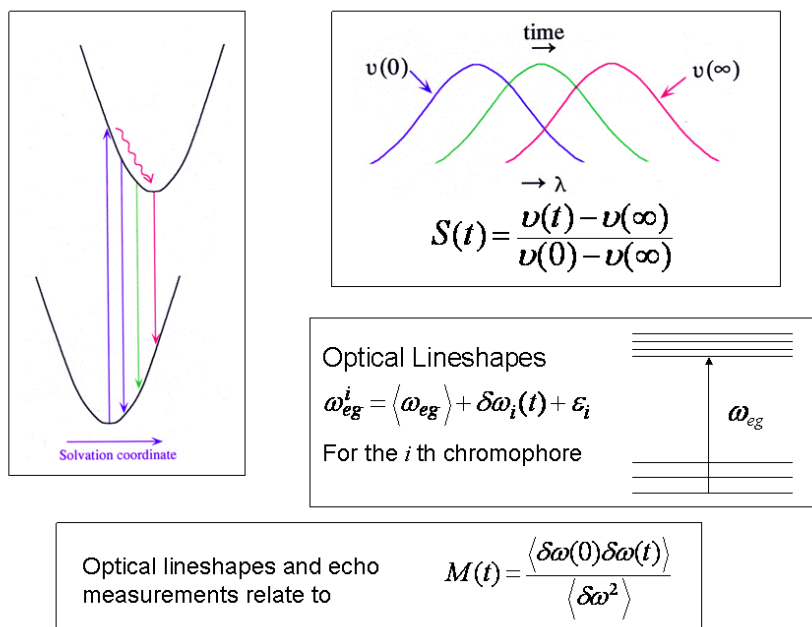 Solvation coordinate
time
→
υ(0)
υ(∞)
→ λ
S(t) = υ(t) − υ(∞) / υ(0) − υ(∞)
Optical Lineshapes
ω^i_eg = ⟨ω_eg⟩ + δω_i(t) + ε_i
For the i th chromophore
ω_eg
Optical lineshapes and echo
measurements relate to
M(t) = ⟨δω(0)δω(t)⟩ / ⟨δω²⟩